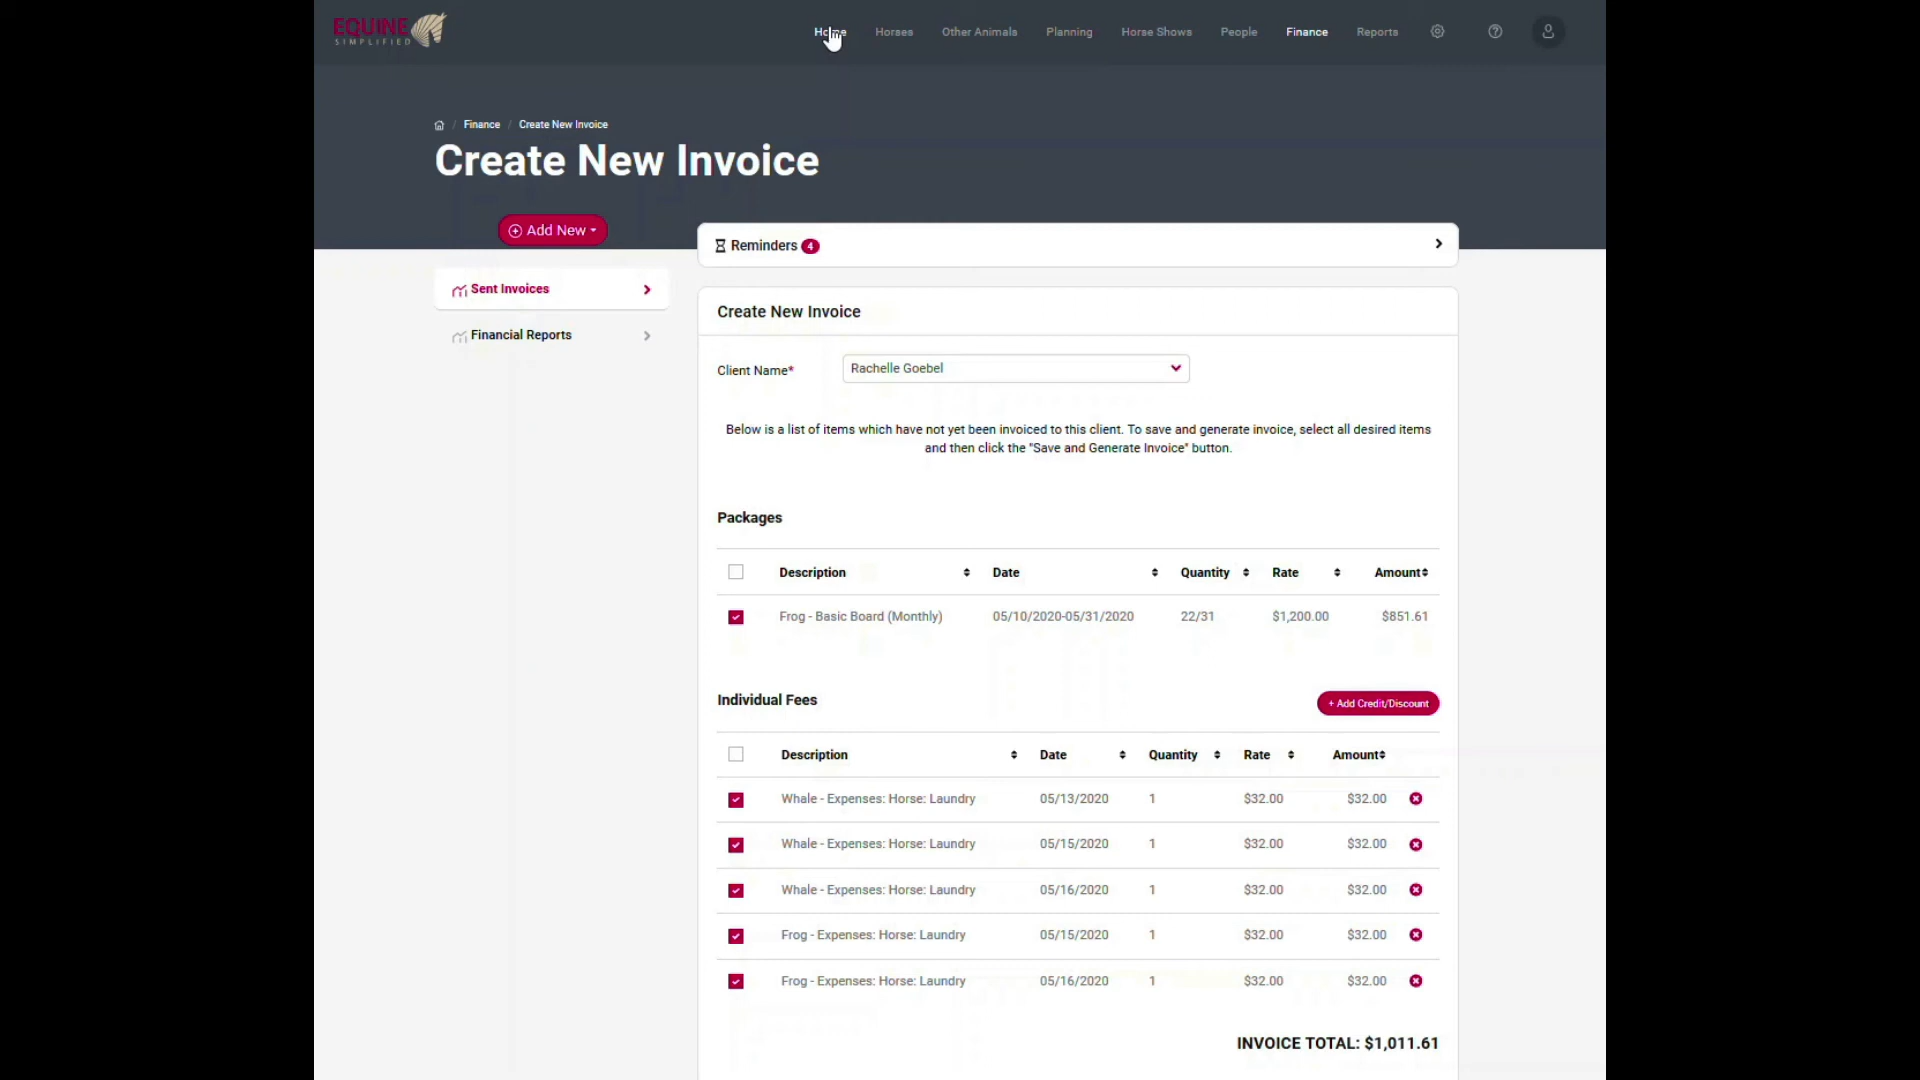 EQUINE
SIMPLIFIED
Home Horses Other Animals Planning Horse Shows People Finance Reports
/ Finance / Create New Invoice
Create New Invoice
Add New
Reminders 4
Sent Invoices
Financial Reports
Create New Invoice
Client Name* Rachelle Goebel
Below is a list of items which have not yet been invoiced to this client. To save and generate invoice, select all desired items
and then click the "Save and Generate Invoice" button.
Packages
Description Date Quantity Rate Amount
Frog - Basic Board (Monthly) 05/10/2020-05/31/2020 22/31 $1,200.00 $851.61
Individual Fees + Add Credit/Discount
Description Date Quantity Rate Amount
Whale - Expenses: Horse: Laundry 05/13/2020 1 $32.00 $32.00
Whale - Expenses: Horse: Laundry 05/15/2020 1 $32.00 $32.00
Whale - Expenses: Horse: Laundry 05/16/2020 1 $32.00 $32.00
Frog - Expenses: Horse: Laundry 05/15/2020 1 $32.00 $32.00
Frog - Expenses: Horse: Laundry 05/16/2020 1 $32.00 $32.00
INVOICE TOTAL: $1,011.61